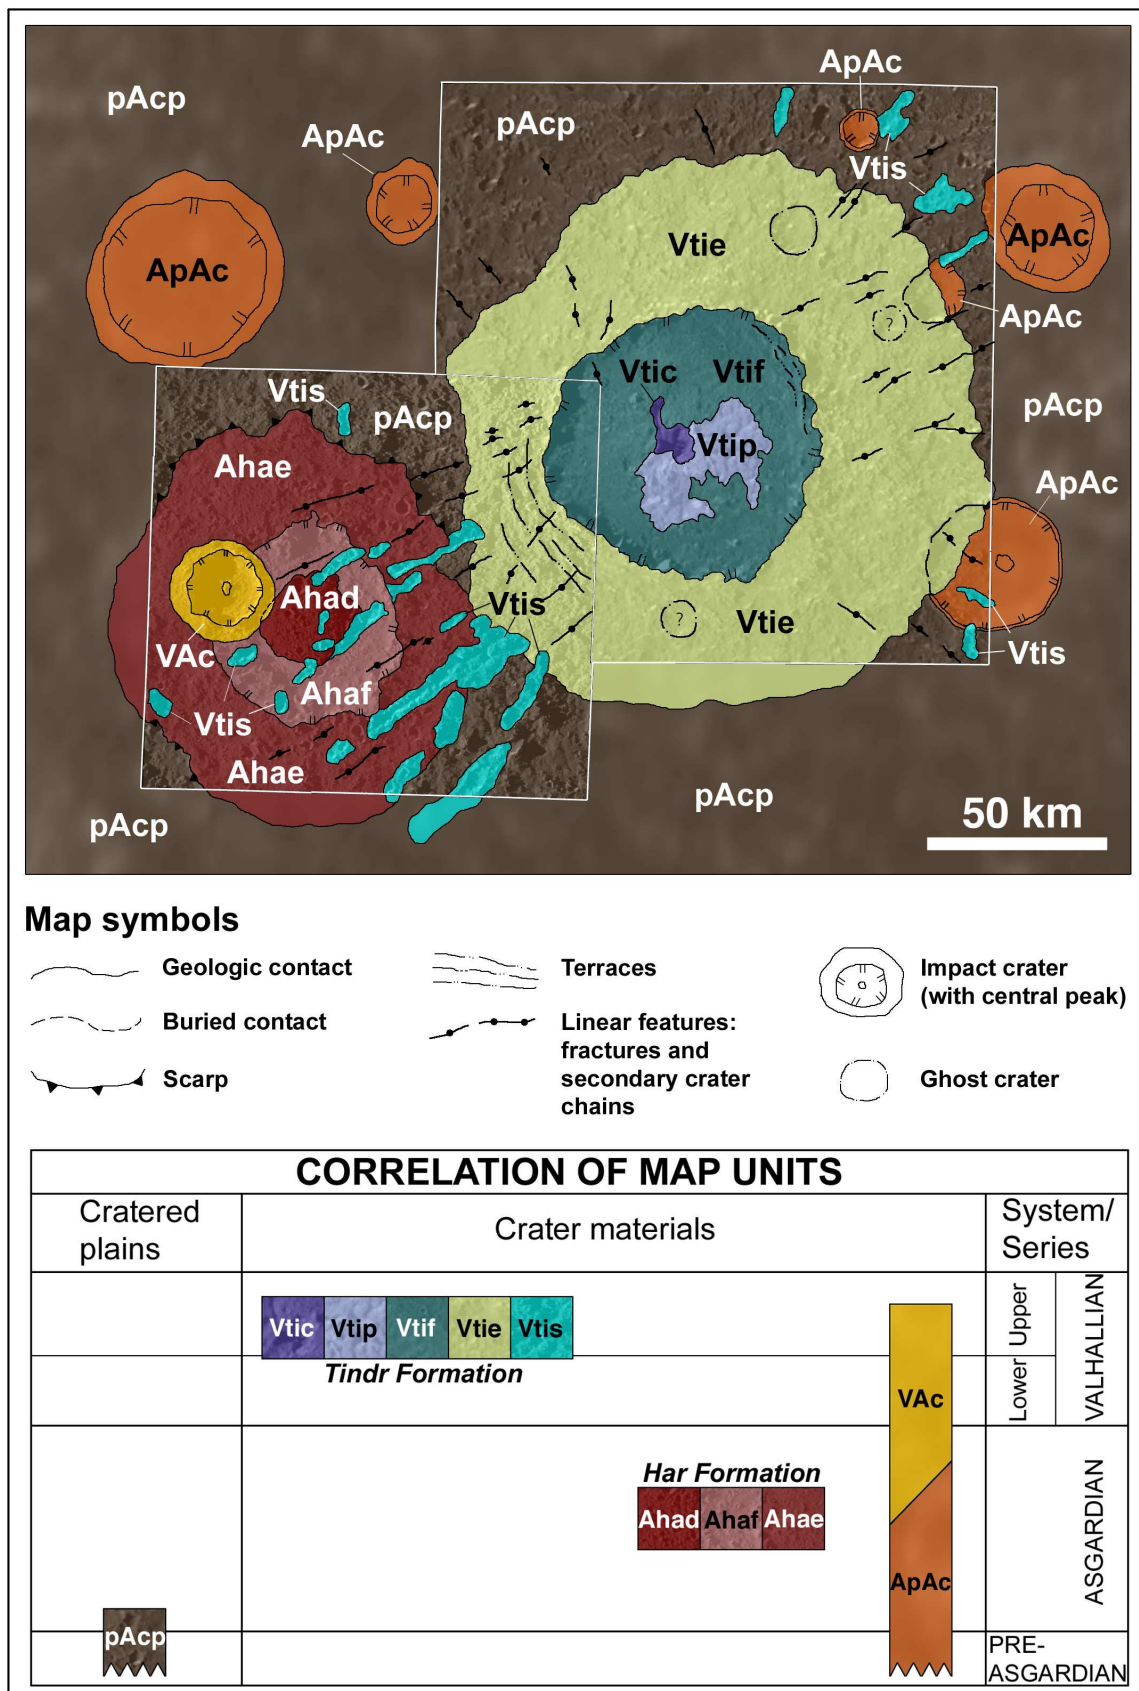 ApAc
pAcp
pAcp
ApAc
Vtis
Vtie
ApAc
ApAc
ApAc
?
Vtic
Vtif
Vtis
pAcp
pAcp
Vtip
Ahae
ApAc
Ahad
Vtis
?
Vtie
VAc
Vtis
Ahaf
Vtis
Ahae
pAcp
pAcp
50 km
Map symbols
Geologic contact
Buried contact
Scarp
Terraces
Linear features:
fractures and
secondary crater
chains
Impact crater
(with central peak)
Ghost crater
CORRELATION OF MAP UNITS
Cratered
plains
Crater materials
System/
Series
Vtic
Vtip
Vtif
Vtie
Vtis
Tindr Formation
VAc
Upper
Lower
VALHALLIAN
Har Formation
Ahad
Ahaf
Ahae
ApAc
ASGARDIAN
pAcp
PRE-
ASGARDIAN